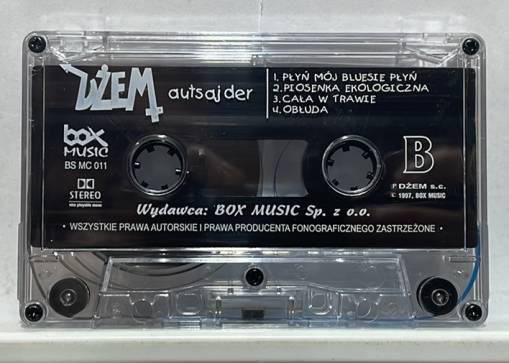 DŻEM
autsajder
1. PŁYŃ MÓJ BLUESIE PŁYŃ
2. PIOSENKA EKOLOGICZNA
3. CAŁA W TRAWIE
4. OBŁUDA
box
MUSIC
BS MC 011
B
STEREO
℗ DŻEM s.c.
© 1997, BOX MUSIC
Wydawca: BOX MUSIC Sp. z o.o.
• WSZYSTKIE PRAWA AUTORSKIE I PRAWA PRODUCENTA FONOGRAFICZNEGO ZASTRZEŻONE •